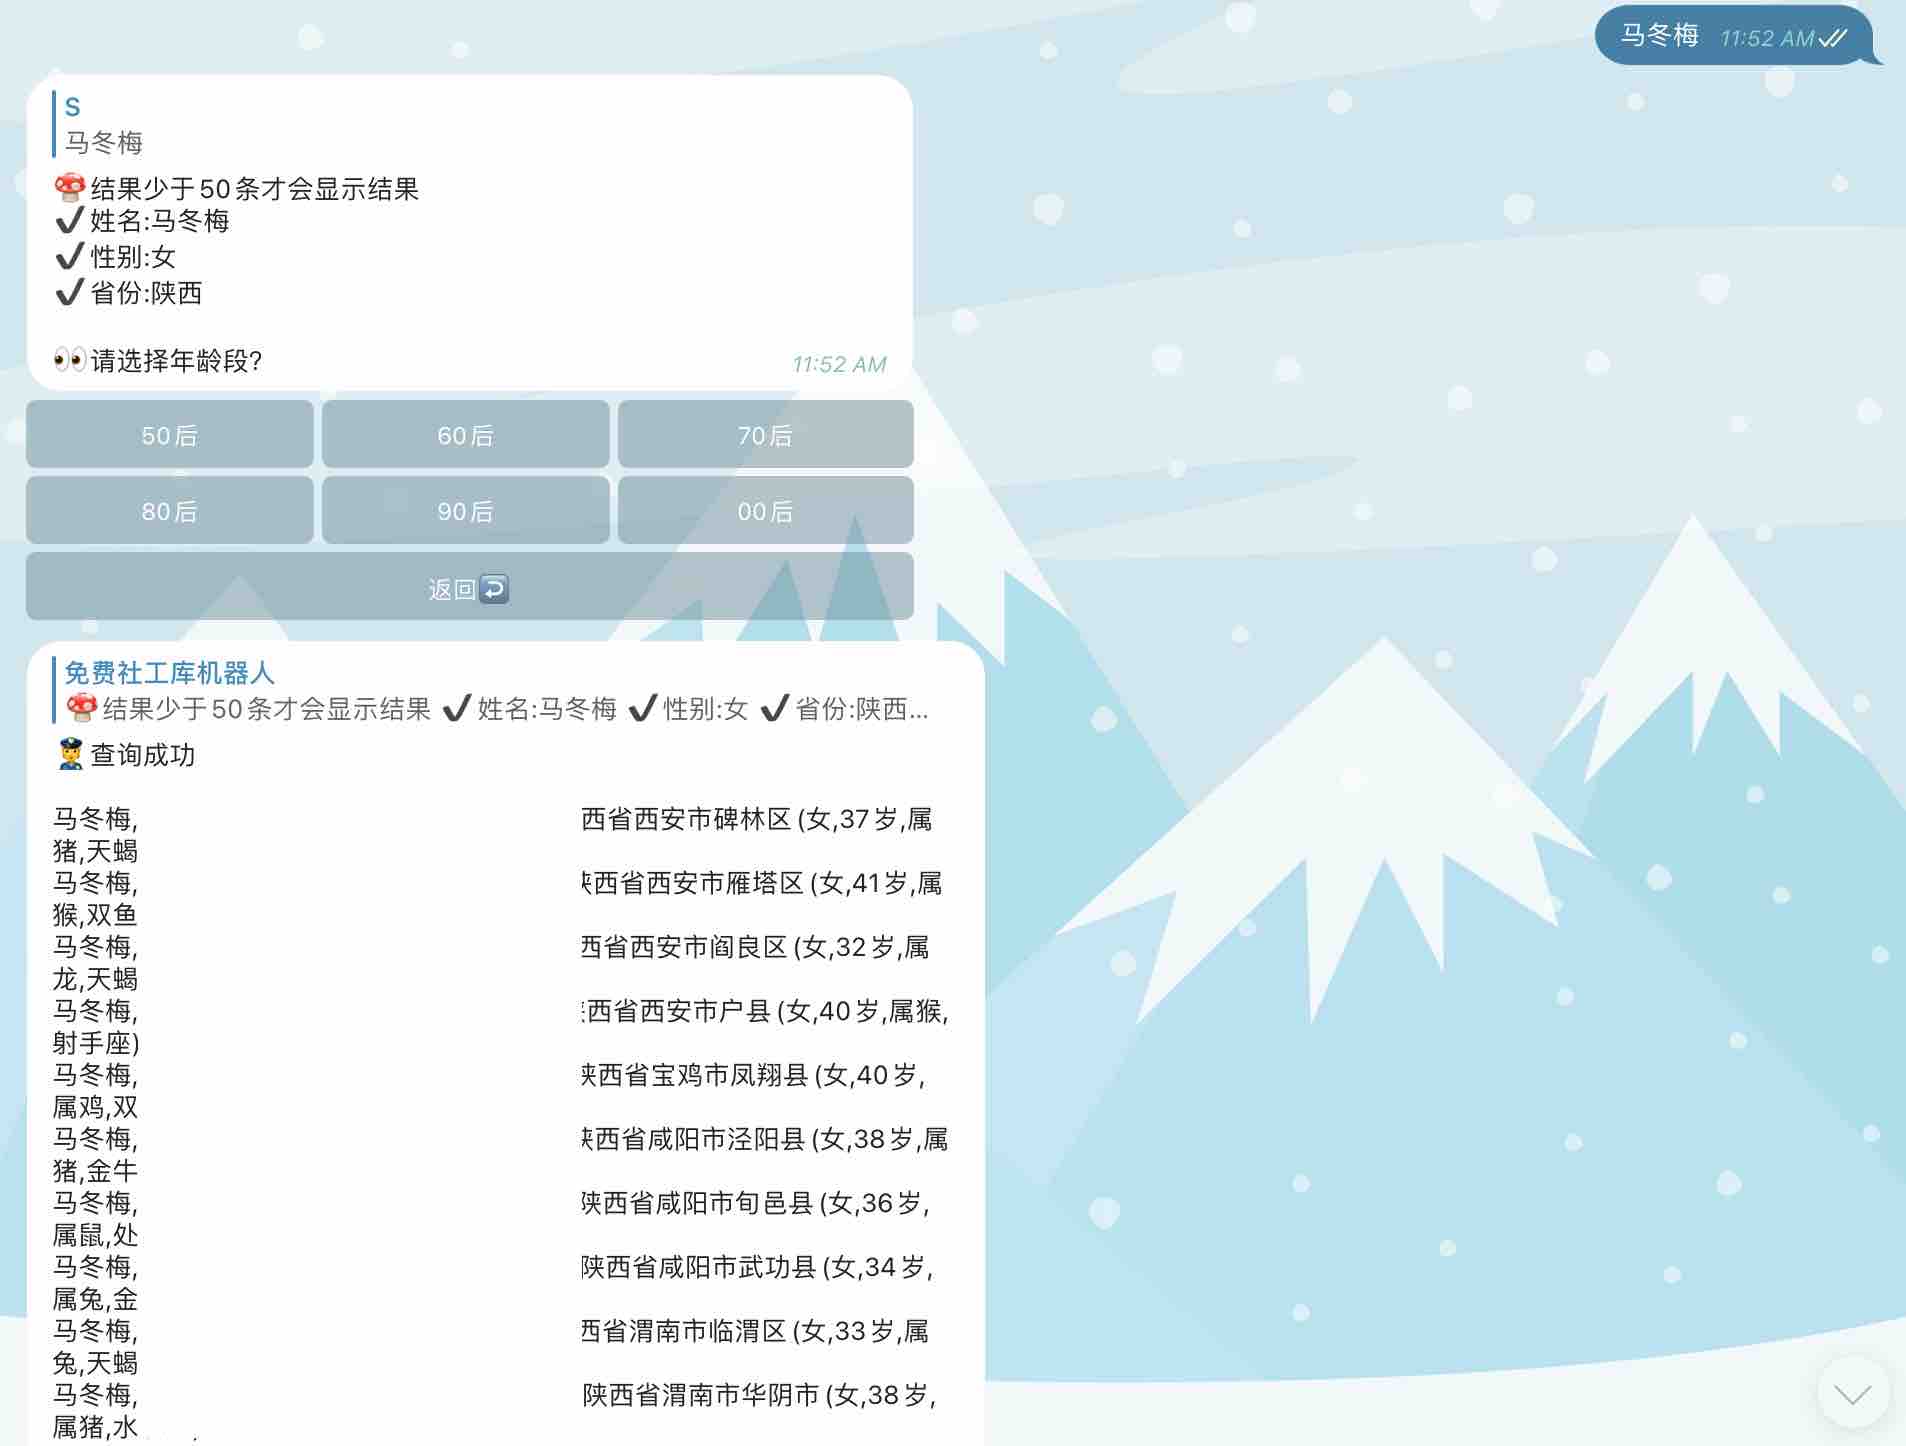 马冬梅 11:52 AM
S
马冬梅
🍄结果少于50条才会显示结果
✔姓名:马冬梅
✔性别:女
✔省份:陕西
👀请选择年龄段?
11:52 AM
50后 60后 70后
80后 90后 00后
返回↩️
免费社工库机器人
🍄结果少于50条才会显示结果 ✔姓名:马冬梅 ✔性别:女 ✔省份:陕西...
👮查询成功
马冬梅, 西省西安市碑林区(女,37岁,属
猪,天蝎
马冬梅, 西省西安市雁塔区(女,41岁,属
猴,双鱼
马冬梅, 西省西安市阎良区(女,32岁,属
龙,天蝎
马冬梅, 西省西安市户县(女,40岁,属猴,
射手座)
马冬梅, 陕西省宝鸡市凤翔县(女,40岁,
属鸡,双
马冬梅, 陕西省咸阳市泾阳县(女,38岁,属
猪,金牛
马冬梅, 陕西省咸阳市旬邑县(女,36岁,
属鼠,处
马冬梅, 陕西省咸阳市武功县(女,34岁,
属兔,金
马冬梅, 西省渭南市临渭区(女,33岁,属
兔,天蝎
马冬梅, 陕西省渭南市华阴市(女,38岁,
属猪,水